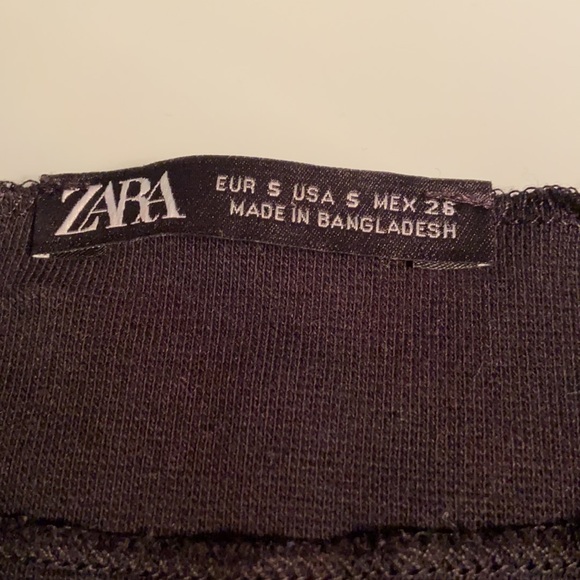 ZARA
EUR S USA S MEX 26
MADE IN BANGLADESH